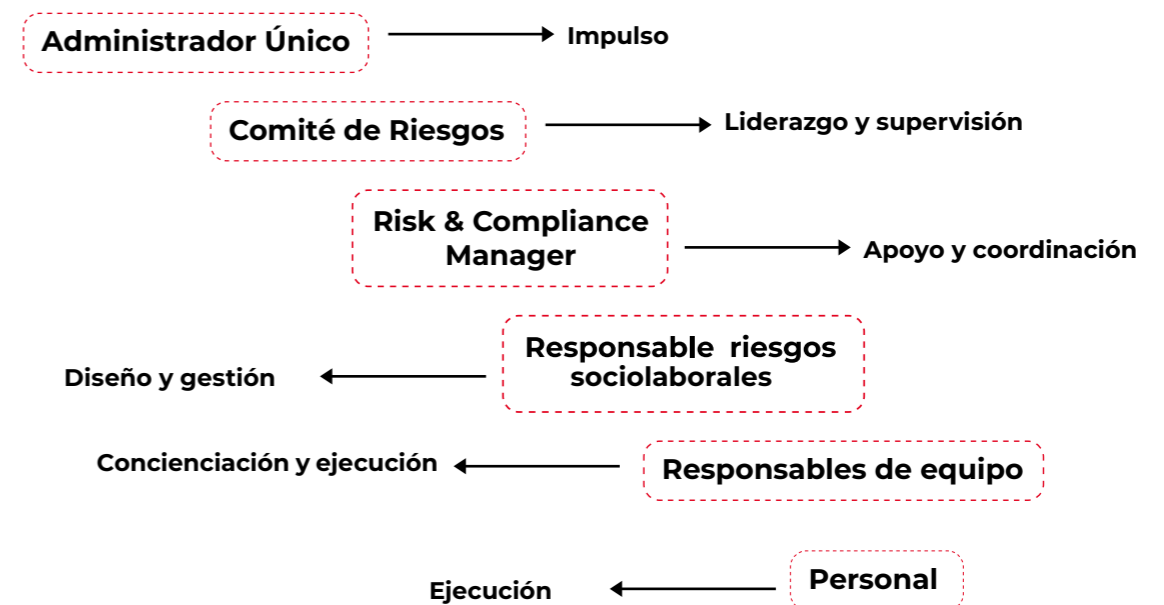 Administrador Único
Impulso
Comité de Riesgos
Liderazgo y supervisión
Risk & Compliance
Manager
Apoyo y coordinación
Responsable riesgos
sociolaborales
Diseño y gestión
Concienciación y ejecución
Responsables de equipo
Personal
Ejecución